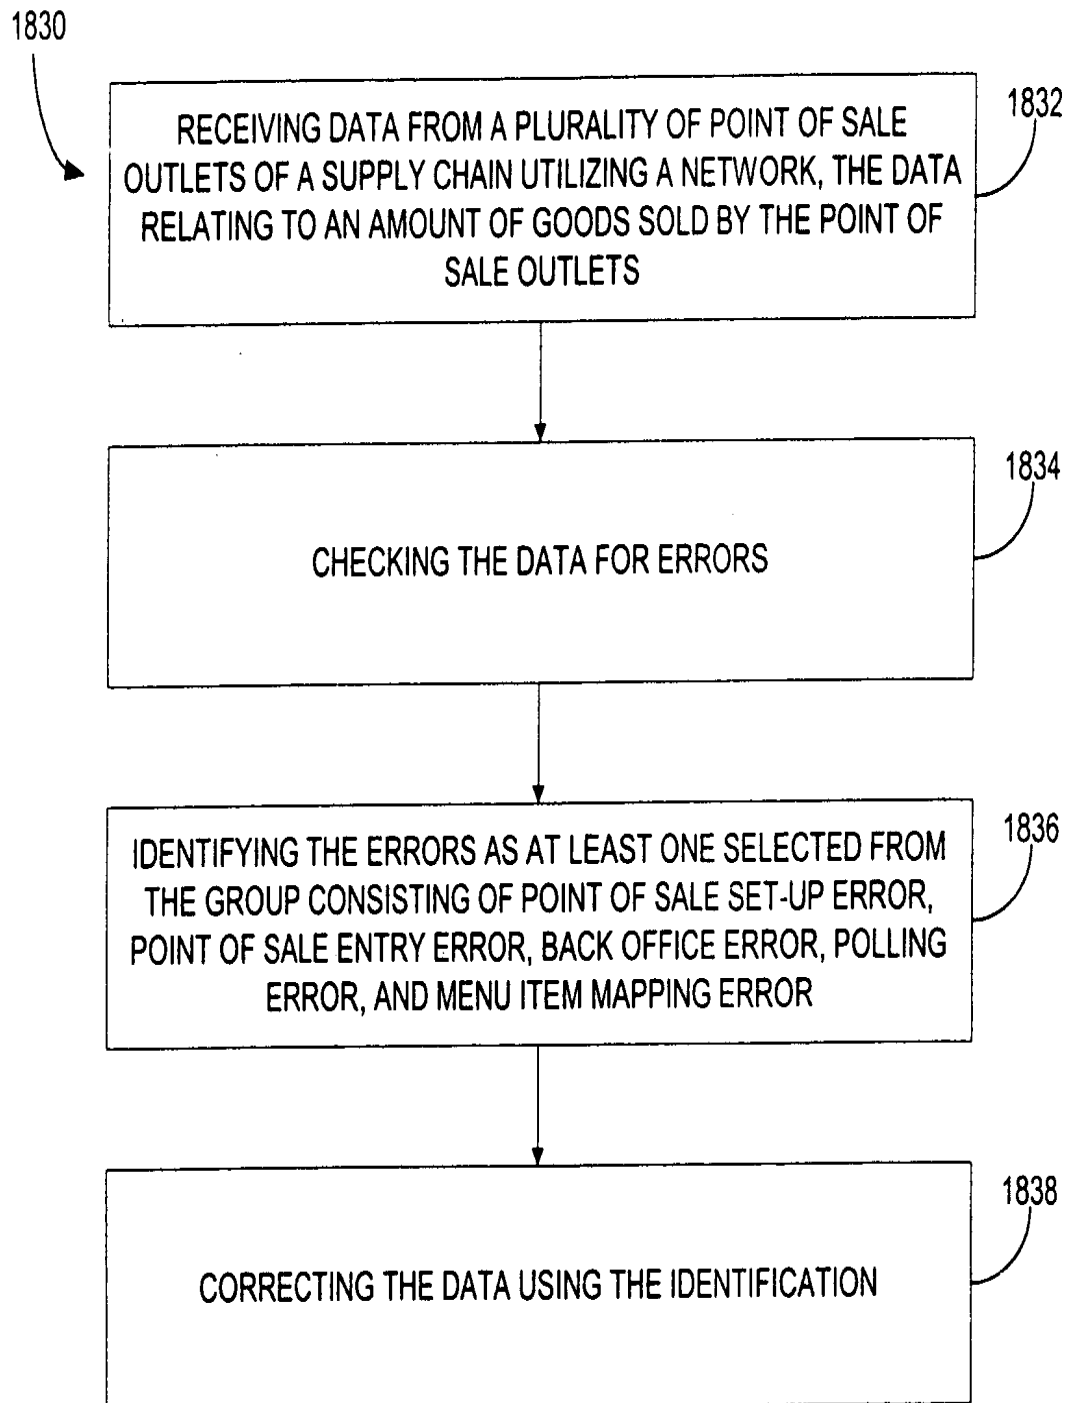 1830
1832
RECEIVING DATA FROM A PLURALITY OF POINT OF SALE
OUTLETS OF A SUPPLY CHAIN UTILIZING A NETWORK, THE DATA
RELATING TO AN AMOUNT OF GOODS SOLD BY THE POINT OF
SALE OUTLETS
1834
CHECKING THE DATA FOR ERRORS
1836
IDENTIFYING THE ERRORS AS AT LEAST ONE SELECTED FROM
THE GROUP CONSISTING OF POINT OF SALE SET-UP ERROR,
POINT OF SALE ENTRY ERROR, BACK OFFICE ERROR, POLLING
ERROR, AND MENU ITEM MAPPING ERROR
1838
CORRECTING THE DATA USING THE IDENTIFICATION